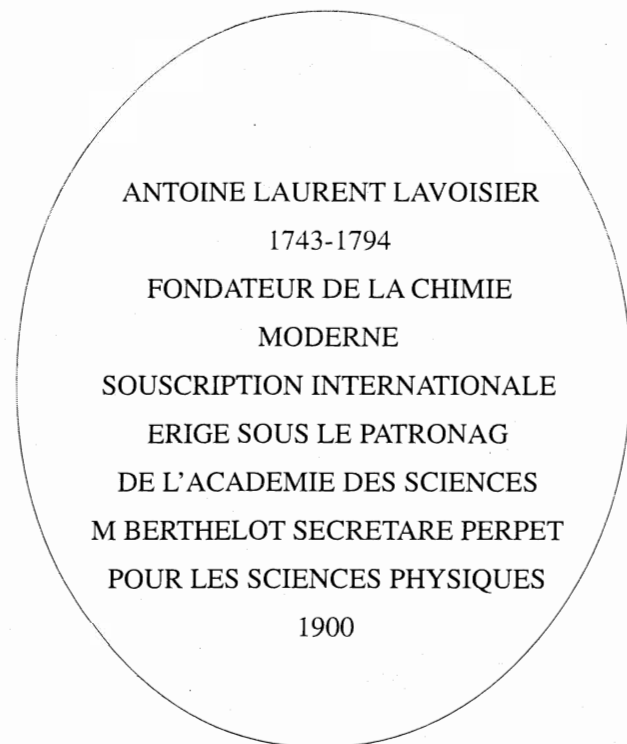 ANTOINE LAURENT LAVOISIER
1743-1794
FONDATEUR DE LA CHIMIE
MODERNE
SOUSCRIPTION INTERNATIONALE
ERIGE SOUS LE PATRONAG
DE L'ACADEMIE DES SCIENCES
M BERTHELOT SECRETARE PERPET
POUR LES SCIENCES PHYSIQUES
1900